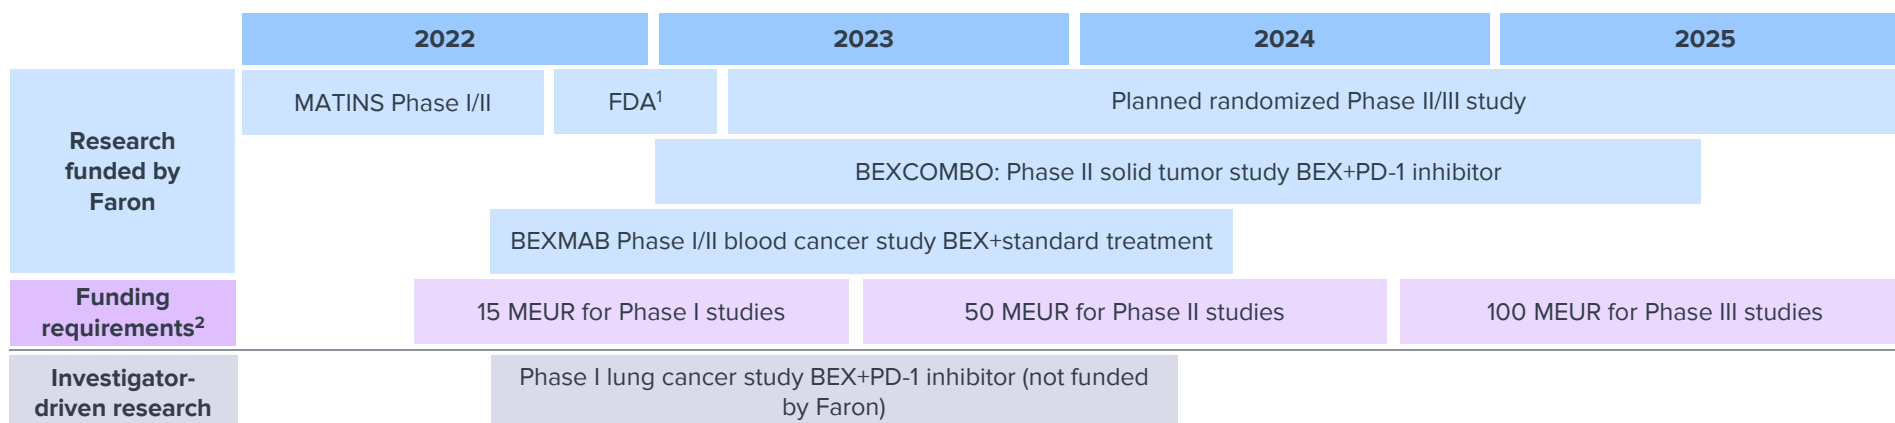 2022
2023
2024
2025
Research
funded by
Faron
MATINS Phase I/II
FDA¹
Planned randomized Phase II/III study
BEXCOMBO: Phase II solid tumor study BEX+PD-1 inhibitor
BEXMAB Phase I/II blood cancer study BEX+standard treatment
Funding
requirements²
15 MEUR for Phase I studies
50 MEUR for Phase II studies
100 MEUR for Phase III studies
Investigator-
driven research
Phase I lung cancer study BEX+PD-1 inhibitor (not funded
by Faron)